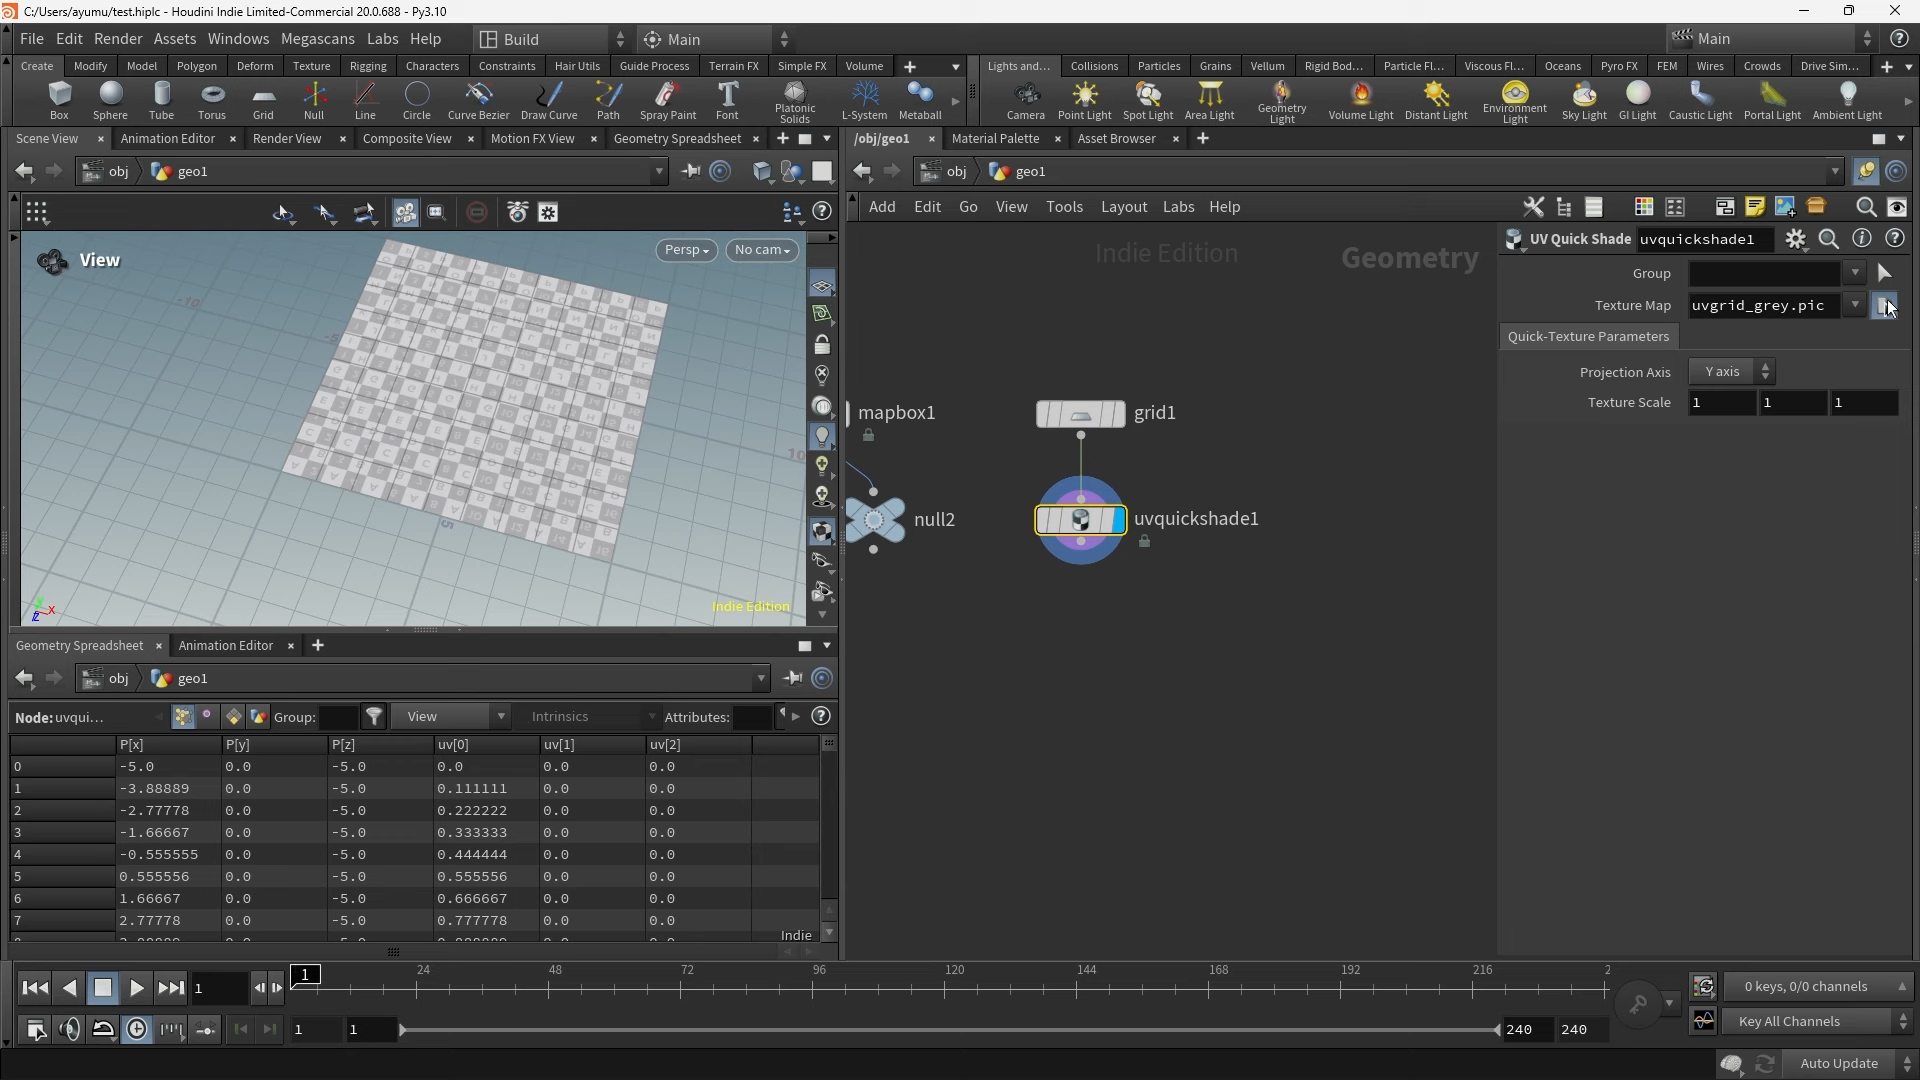 C:/Users/ayumu/test.hiplc - Houdini Indie Limited-Commercial 20.0.688 - Py3.10
File Edit Render Assets Windows Megascans Labs Help Build Main Main
Create Modify Model Polygon Deform Texture Rigging Characters Constraints Hair Utils Guide Process Terrain FX Simple FX Volume
Lights and... Collisions Particles Grains Vellum Rigid Bod... Particle Fl... Viscous Fl... Oceans Pyro FX FEM Wires Crowds Drive Sim...
Box Sphere Tube Torus Grid Null Line Circle Curve Bezier Draw Curve Path Spray Paint Font Platonic Solids L-System Metaball
Camera Point Light Spot Light Area Light Geometry Light Volume Light Distant Light Environment Light Sky Light GI Light Caustic Light Portal Light Ambient Light
Scene View Animation Editor Render View Composite View Motion FX View Geometry Spreadsheet
/obj/geo1 Material Palette Asset Browser
obj geo1
obj geo1
Add Edit Go View Tools Layout Labs Help
View
Persp No cam
-10
10
5
Indie Edition
Indie Edition
Geometry
mapbox1
grid1
null2
uvquickshade1
UV Quick Shade uvquickshade1
Group
Texture Map uvgrid_grey.pic
Quick-Texture Parameters
Projection Axis Y axis
Texture Scale 1 1 1
Geometry Spreadsheet Animation Editor
obj geo1
Node: uvqui... Group: View Intrinsics Attributes:
P[x] P[y] P[z] uv[0] uv[1] uv[2]
0 -5.0 0.0 -5.0 0.0 0.0 0.0
1 -3.88889 0.0 -5.0 0.111111 0.0 0.0
2 -2.77778 0.0 -5.0 0.222222 0.0 0.0
3 -1.66667 0.0 -5.0 0.333333 0.0 0.0
4 -0.555555 0.0 -5.0 0.444444 0.0 0.0
5 0.555556 0.0 -5.0 0.555556 0.0 0.0
6 1.66667 0.0 -5.0 0.666667 0.0 0.0
7 2.77778 0.0 -5.0 0.777778 0.0 0.0
Indie
1 1 24 48 72 96 120 144 168 192 216 2
0 keys, 0/0 channels
1 1 240 240
Key All Channels
Auto Update